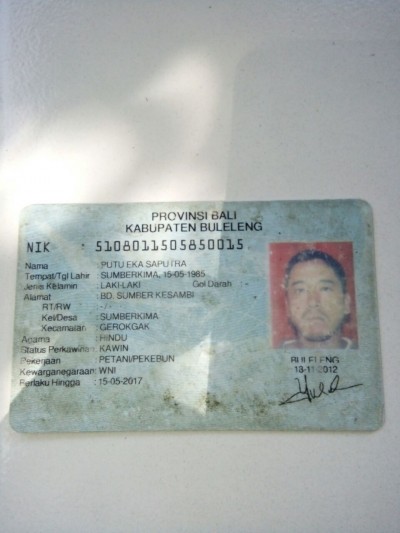 PROVINSI BALI
KABUPATEN BULELENG
NIK : 5108011505850015
Nama : PUTU EKA SAPUTRA
Tempat/Tgl Lahir : SUMBERKIMA, 15-05-1985
Jenis Kelamin : LAKI-LAKI Gol Darah :
Alamat : BD. SUMBER KESAMBI
RT/RW : -/-
Kel/Desa : SUMBERKIMA
Kecamatan : GEROKGAK
Agama : HINDU
Status Perkawinan : KAWIN
Pekerjaan : PETANI/PEKEBUN
Kewarganegaraan: WNI
Berlaku Hingga : 15-05-2017
BULELENG
18-11-2012